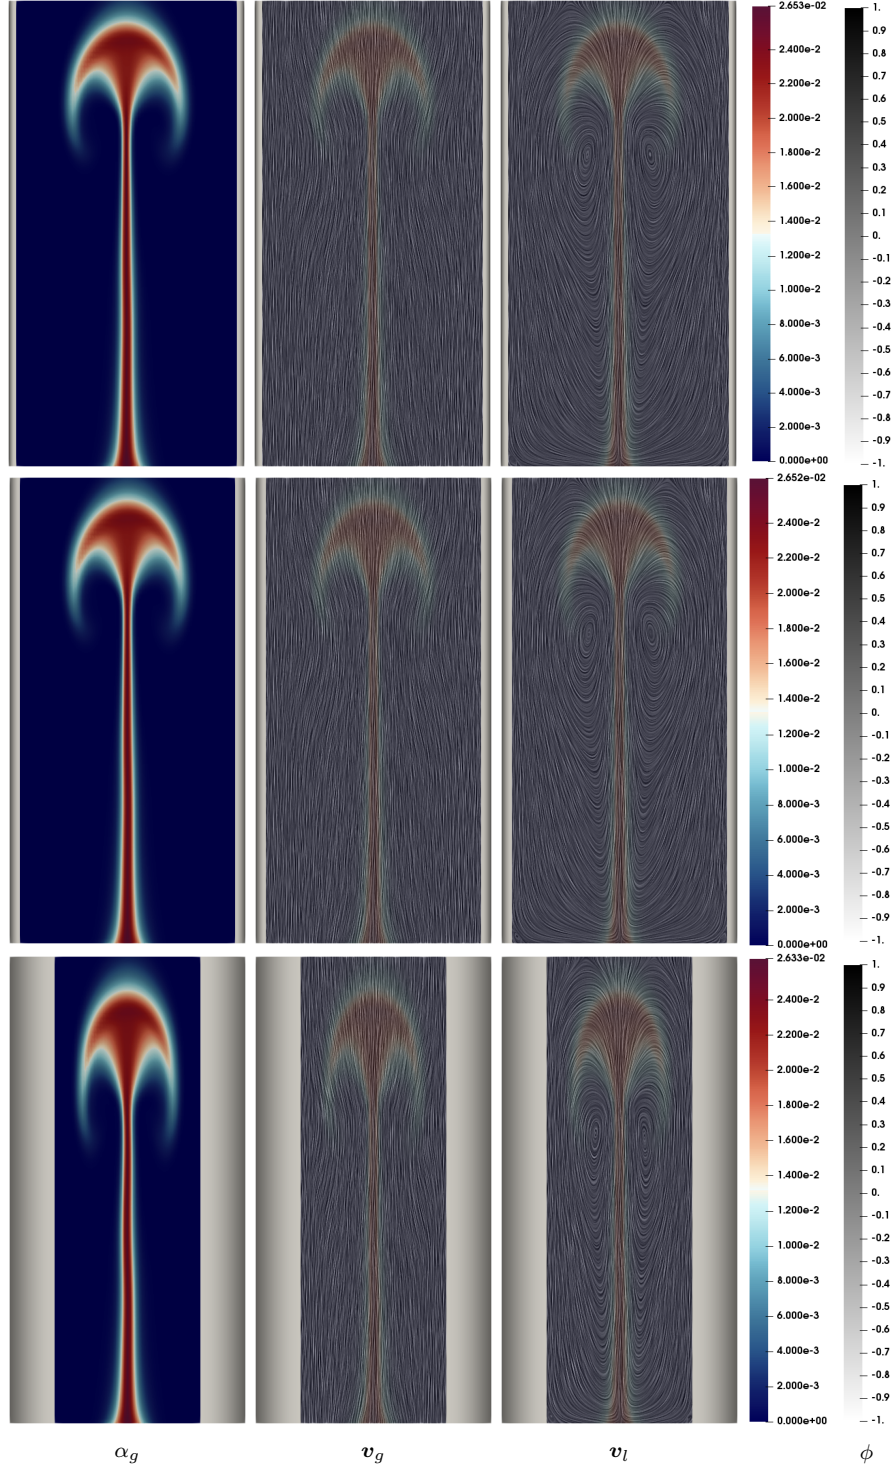 2.653e-02
2.400e-2
2.200e-2
2.000e-2
1.800e-2
1.600e-2
1.400e-2
1.200e-2
1.000e-2
8.000e-3
6.000e-3
4.000e-3
2.000e-3
0.000e+00
1.
0.9
0.8
0.7
0.6
0.5
0.4
0.3
0.2
0.1
0.
-0.1
-0.2
-0.3
-0.4
-0.5
-0.6
-0.7
-0.8
-0.9
-1.
2.652e-02
2.400e-2
2.200e-2
2.000e-2
1.800e-2
1.600e-2
1.400e-2
1.200e-2
1.000e-2
8.000e-3
6.000e-3
4.000e-3
2.000e-3
0.000e+00
1.
0.9
0.8
0.7
0.6
0.5
0.4
0.3
0.2
0.1
0.
-0.1
-0.2
-0.3
-0.4
-0.5
-0.6
-0.7
-0.8
-0.9
-1.
2.633e-02
2.400e-2
2.200e-2
2.000e-2
1.800e-2
1.600e-2
1.400e-2
1.200e-2
1.000e-2
8.000e-3
6.000e-3
4.000e-3
2.000e-3
0.000e+00
1.
0.9
0.8
0.7
0.6
0.5
0.4
0.3
0.2
0.1
0.
-0.1
-0.2
-0.3
-0.4
-0.5
-0.6
-0.7
-0.8
-0.9
-1.
α_g v_g v_l ϕ